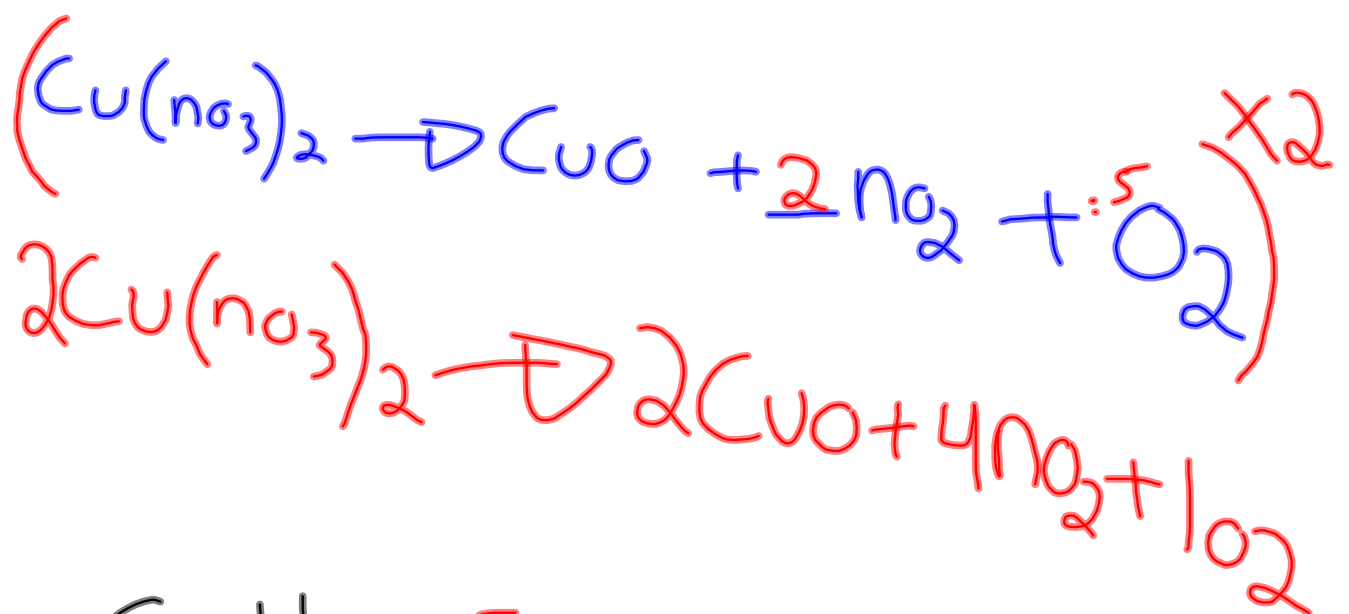 (Cu(no3)2 → CuO + 2no2 + :5O2)x2
2Cu(no3)2 → 2CuO+4no2+1o2